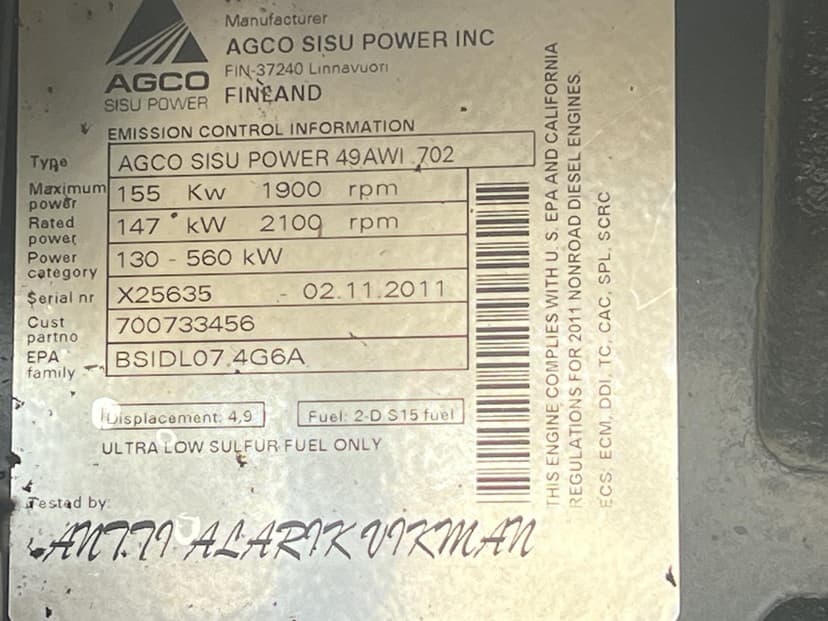 Manufacturer
AGCO SISU POWER INC
FIN-37240 Linnavuori
FINLAND
AGCO
SISU POWER
EMISSION CONTROL INFORMATION
Type AGCO SISU POWER 49AWI .702
Maximum power 155 Kw 1900 rpm
Rated power 147 kW 2100 rpm
Power category 130 - 560 kW
Serial nr X25635 - 02.11.2011
Cust partno 700733456
EPA family BSIDL07.4G6A
Displacement: 4,9 Fuel: 2-D S15 fuel
ULTRA LOW SULFUR FUEL ONLY
Tested by:
ANTTI ALARIK VIKMAN
THIS ENGINE COMPLIES WITH U. S. EPA AND CALIFORNIA
REGULATIONS FOR 2011 NONROAD DIESEL ENGINES.
ECS: ECM, DDI, TC, CAC, SPL, SCRC